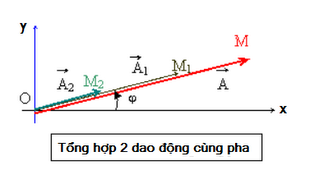 y
M
A₁
M₁
A₂
M₂
A
O
φ
x
Tổng hợp 2 dao động cùng pha